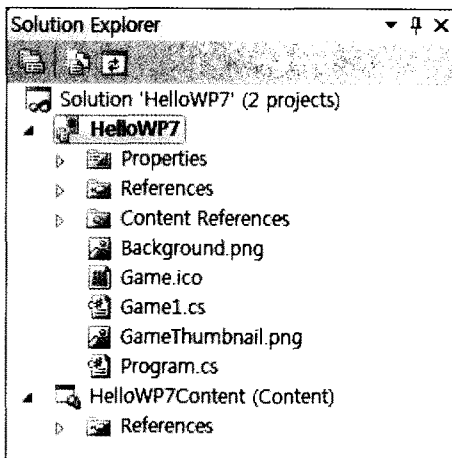 Solution Explorer
Solution 'HelloWP7' (2 projects)
HelloWP7
Properties
References
Content References
Background.png
Game.ico
Game1.cs
GameThumbnail.png
Program.cs
HelloWP7Content (Content)
References